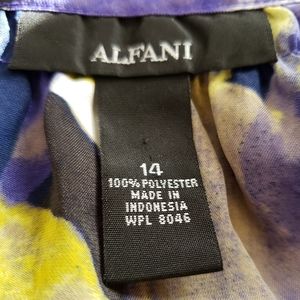 ALFANI
14
100% POLYESTER
MADE IN
INDONESIA
WPL 8046